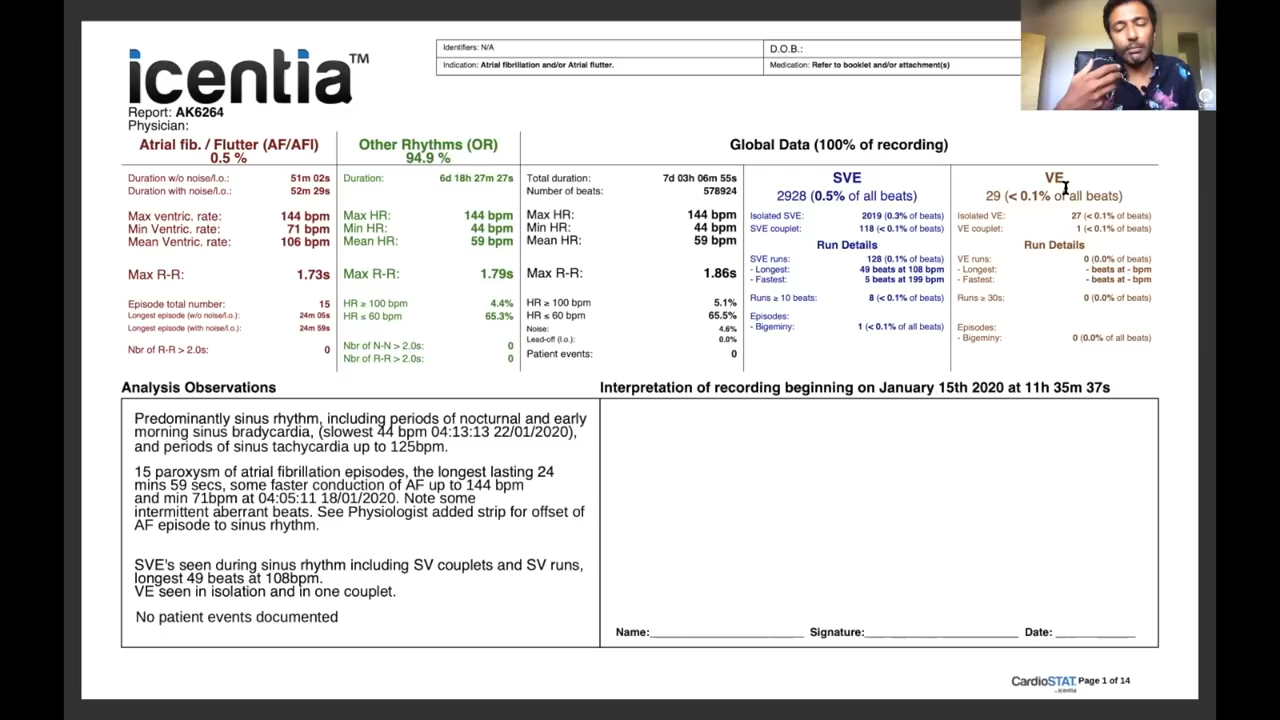 icentia™
Identifiers: N/A
D.O.B.:
Indication: Atrial fibrillation and/or Atrial flutter.
Medication: Refer to booklet and/or attachment(s)
Report: AK6264
Physician:
Atrial fib. / Flutter (AF/AFl)
0.5 %
Duration w/o noise/l.o.: 51m 02s
Duration with noise/l.o.: 52m 29s
Max ventric. rate: 144 bpm
Min Ventric. rate: 71 bpm
Mean Ventric. rate: 106 bpm
Max R-R: 1.73s
Episode total number: 15
Longest episode (w/o noise/l.o.): 24m 05s
Longest episode (with noise/l.o.): 24m 59s
Nbr of R-R > 2.0s: 0
Other Rhythms (OR)
94.9 %
Duration: 6d 18h 27m 27s
Max HR: 144 bpm
Min HR: 44 bpm
Mean HR: 59 bpm
Max R-R: 1.79s
HR ≥ 100 bpm 4.4%
HR ≤ 60 bpm 65.3%
Nbr of N-N > 2.0s: 0
Nbr of R-R > 2.0s: 0
Global Data (100% of recording)
Total duration: 7d 03h 06m 55s
Number of beats: 578924
Max HR: 144 bpm
Min HR: 44 bpm
Mean HR: 59 bpm
Max R-R: 1.86s
HR ≥ 100 bpm 5.1%
HR ≤ 60 bpm 65.5%
Noise: 4.6%
Lead-off (l.o.): 0.0%
Patient events: 0
SVE
2928 (0.5% of all beats)
Isolated SVE: 2019 (0.3% of beats)
SVE couplet: 118 (< 0.1% of beats)
Run Details
SVE runs: 128 (0.1% of beats)
- Longest: 49 beats at 108 bpm
- Fastest: 5 beats at 199 bpm
Runs ≥ 10 beats: 8 (< 0.1% of beats)
Episodes:
- Bigeminy: 1 (< 0.1% of beats)
VE
29 (< 0.1% of all beats)
Isolated VE: 27 (< 0.1% of beats)
VE couplet: 1 (< 0.1% of beats)
Run Details
VE runs: 0 (0.0% of beats)
- Longest: - beats at - bpm
- Fastest: - beats at - bpm
Runs ≥ 30s: 0 (0.0% of beats)
Episodes:
- Bigeminy: 0 (0.0% of beats)
Analysis Observations
Predominantly sinus rhythm, including periods of nocturnal and early
morning sinus bradycardia, (slowest 44 bpm 04:13:13 22/01/2020),
and periods of sinus tachycardia up to 125bpm.
15 paroxysm of atrial fibrillation episodes, the longest lasting 24
mins 59 secs, some faster conduction of AF up to 144 bpm
and min 71bpm at 04:05:11 18/01/2020. Note some
intermittent aberrant beats. See Physiologist added strip for offset of
AF episode to sinus rhythm.
SVE's seen during sinus rhythm including SV couplets and SV runs,
longest 49 beats at 108bpm.
VE seen in isolation and in one couplet.
No patient events documented
Interpretation of recording beginning on January 15th 2020 at 11h 35m 37s
Name: Signature: Date:
CardioSTAT Page 1 of 14
by icentia